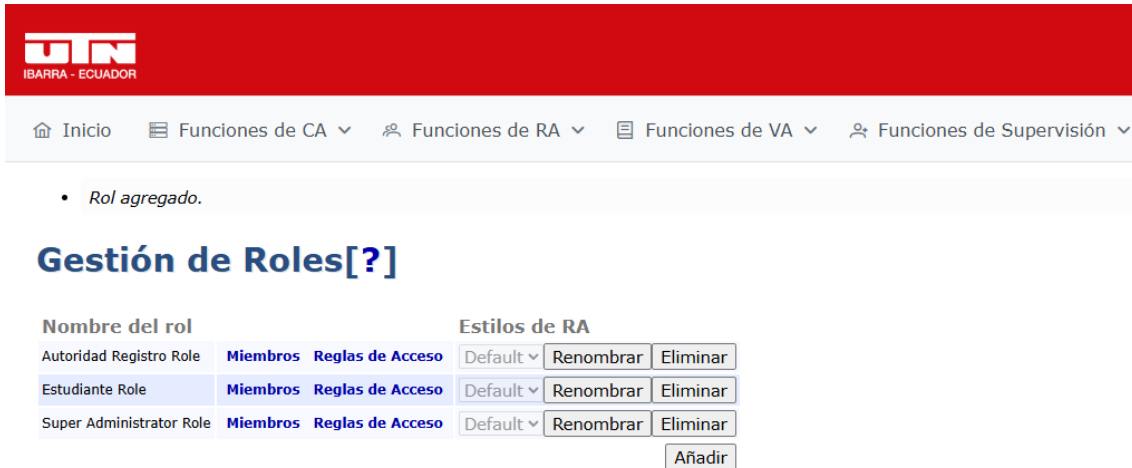 UTN
IBARRA - ECUADOR
Inicio Funciones de CA Funciones de RA Funciones de VA Funciones de Supervisión
• Rol agregado.
Gestión de Roles[?]
Nombre del rol Estilos de RA
Autoridad Registro Role Miembros Reglas de Acceso Default Renombrar Eliminar
Estudiante Role Miembros Reglas de Acceso Default Renombrar Eliminar
Super Administrator Role Miembros Reglas de Acceso Default Renombrar Eliminar
Añadir